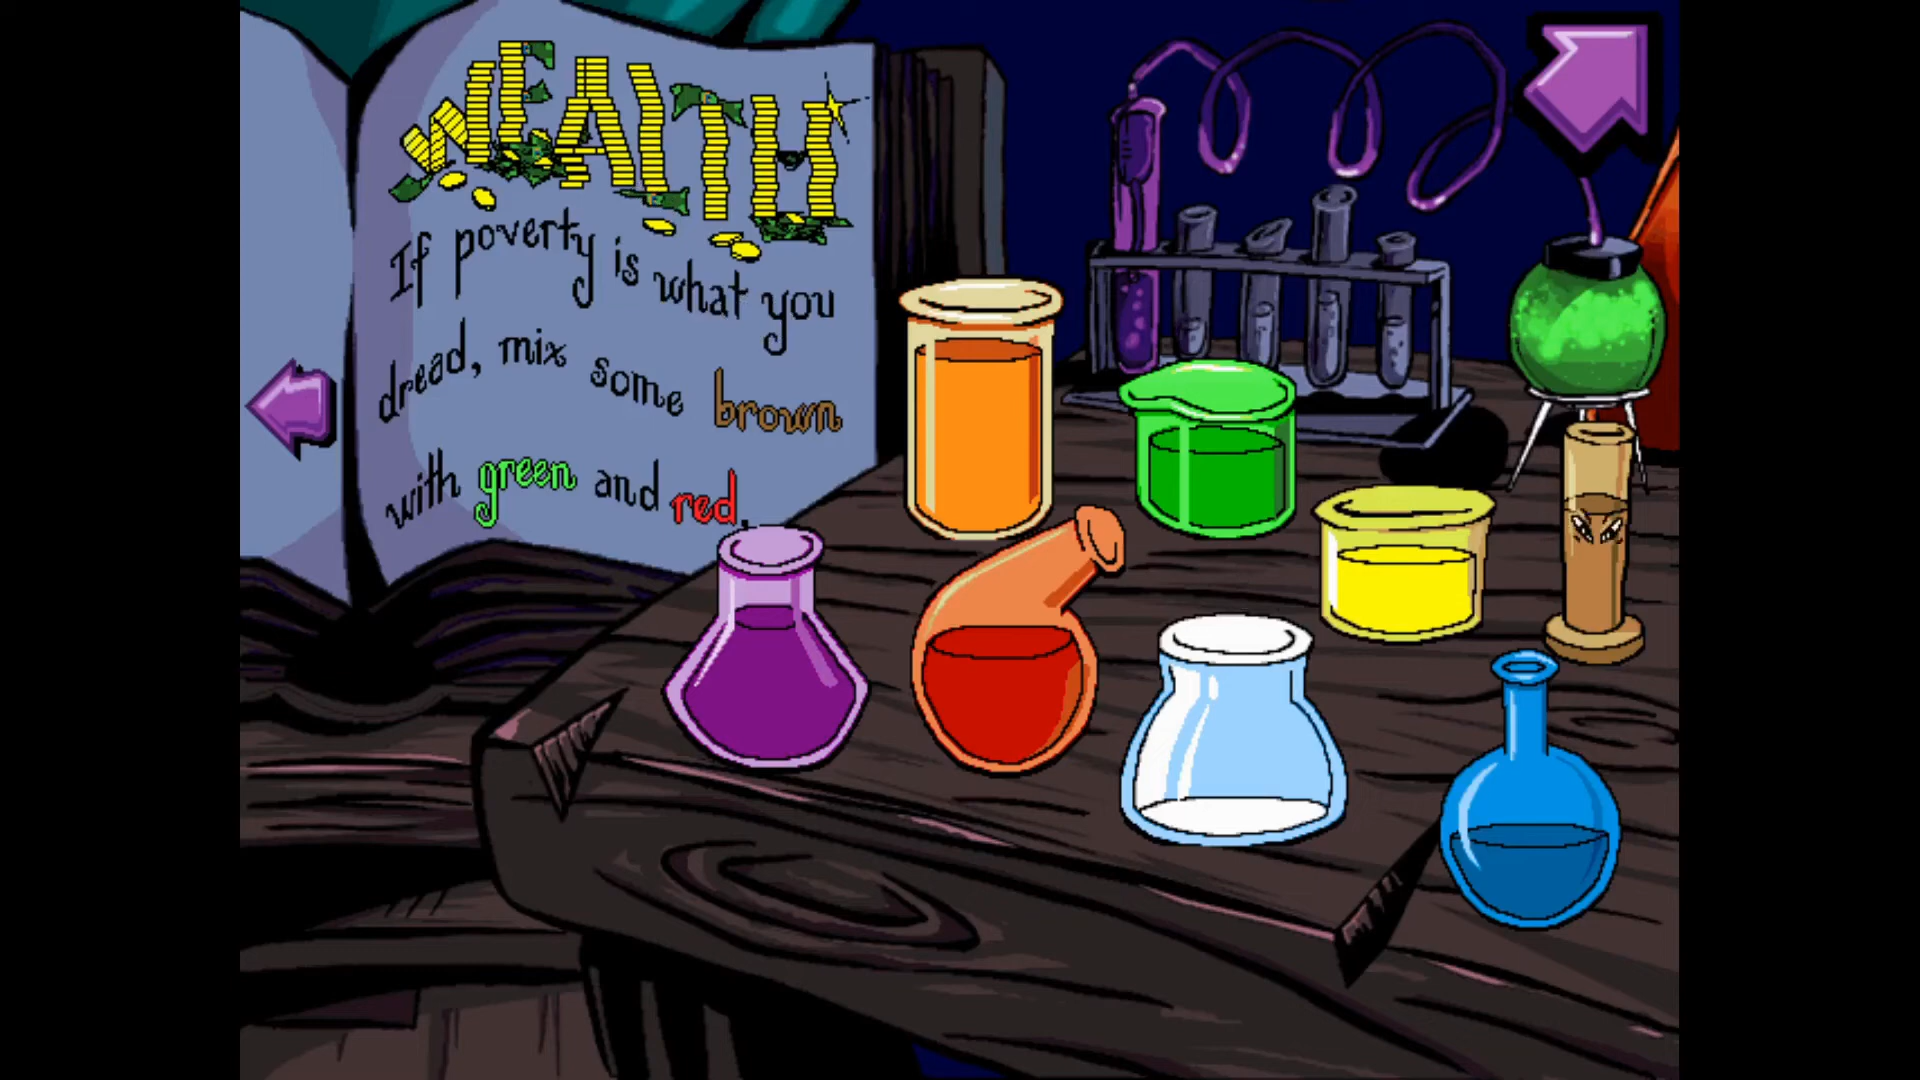 WEALTH
If poverty is what you
dread, mix some brown
with green and red.